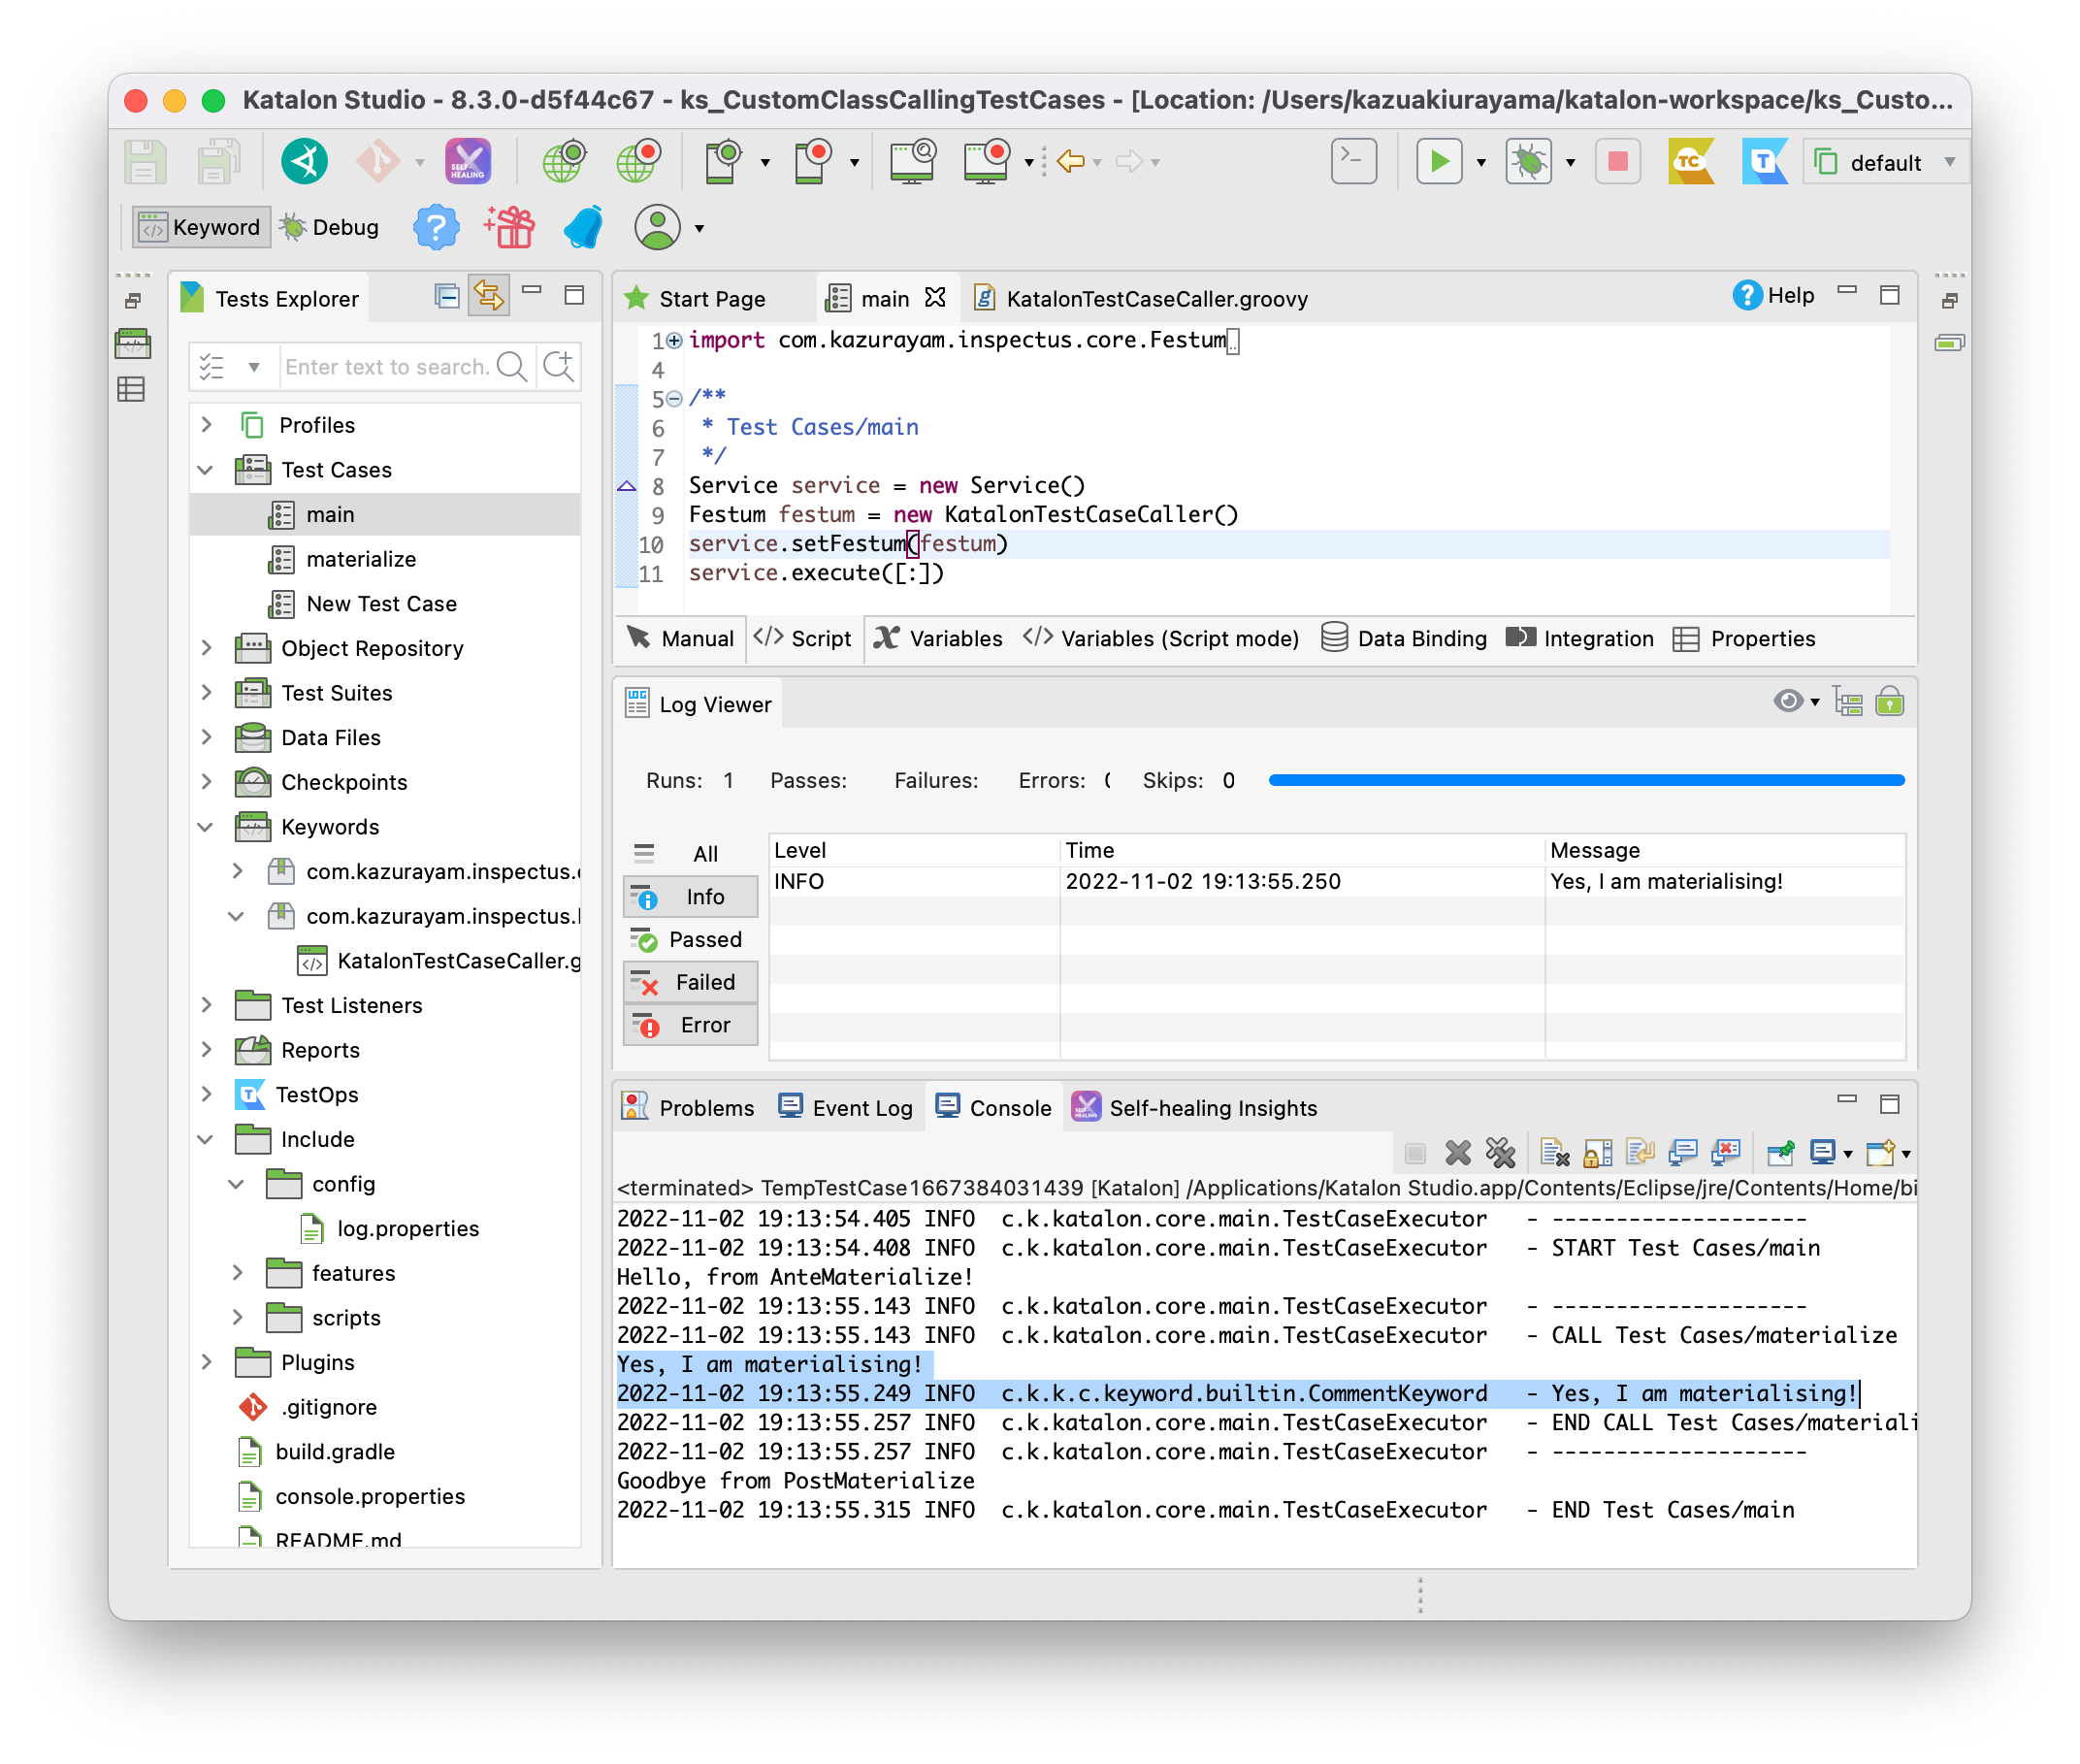 Katalon Studio - 8.3.0-d5f44c67 - ks_CustomClassCallingTestCases - [Location: /Users/kazuakiurayama/katalon-workspace/ks_Custo...
SELF-HEALING
TC
T
default
Keyword
Debug
?
Tests Explorer
Enter text to search.
Profiles
Test Cases
main
materialize
New Test Case
Object Repository
Test Suites
Data Files
Checkpoints
Keywords
com.kazurayam.inspectus.
com.kazurayam.inspectus.
KatalonTestCaseCaller.g
Test Listeners
Reports
TestOps
Include
config
log.properties
features
scripts
Plugins
.gitignore
build.gradle
console.properties
README.md
Start Page
main
KatalonTestCaseCaller.groovy
Help
1 import com.kazurayam.inspectus.core.Festum..
4
5 /**
6 * Test Cases/main
7 */
8 Service service = new Service()
9 Festum festum = new KatalonTestCaseCaller()
10 service.setFestum(festum)
11 service.execute([:])
Manual
Script
Variables
Variables (Script mode)
Data Binding
Integration
Properties
Log Viewer
Runs: 1 Passes: Failures: Errors: Skips: 0
All
Info
Passed
Failed
Error
Level Time Message
INFO 2022-11-02 19:13:55.250 Yes, I am materialising!
Problems
Event Log
Console
Self-healing Insights
<terminated> TempTestCase1667384031439 [Katalon] /Applications/Katalon Studio.app/Contents/Eclipse/jre/Contents/Home/bi
2022-11-02 19:13:54.405 INFO c.k.katalon.core.main.TestCaseExecutor - --------------------
2022-11-02 19:13:54.408 INFO c.k.katalon.core.main.TestCaseExecutor - START Test Cases/main
Hello, from AnteMaterialize!
2022-11-02 19:13:55.143 INFO c.k.katalon.core.main.TestCaseExecutor - --------------------
2022-11-02 19:13:55.143 INFO c.k.katalon.core.main.TestCaseExecutor - CALL Test Cases/materialize
Yes, I am materialising!
2022-11-02 19:13:55.249 INFO c.k.k.c.keyword.builtin.CommentKeyword - Yes, I am materialising!
2022-11-02 19:13:55.257 INFO c.k.katalon.core.main.TestCaseExecutor - END CALL Test Cases/materiali
2022-11-02 19:13:55.257 INFO c.k.katalon.core.main.TestCaseExecutor - --------------------
Goodbye from PostMaterialize
2022-11-02 19:13:55.315 INFO c.k.katalon.core.main.TestCaseExecutor - END Test Cases/main